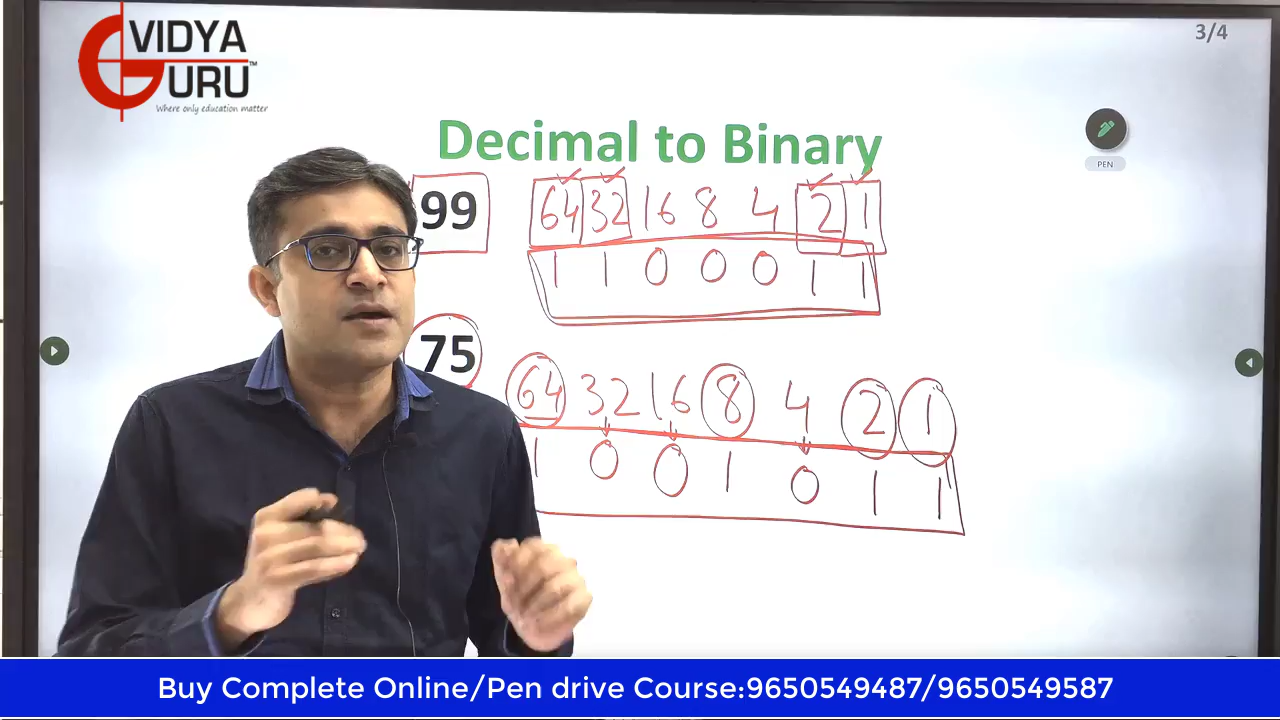 VIDYA
GURU™
Where only education matter
3/4
Decimal to Binary
PEN
99
64 32 16 8 4 2 1
1 1 0 0 0 1 1
75
64 32 16 8 4 2 1
1 0 0 1 0 1 1
Buy Complete Online/Pen drive Course:9650549487/9650549587